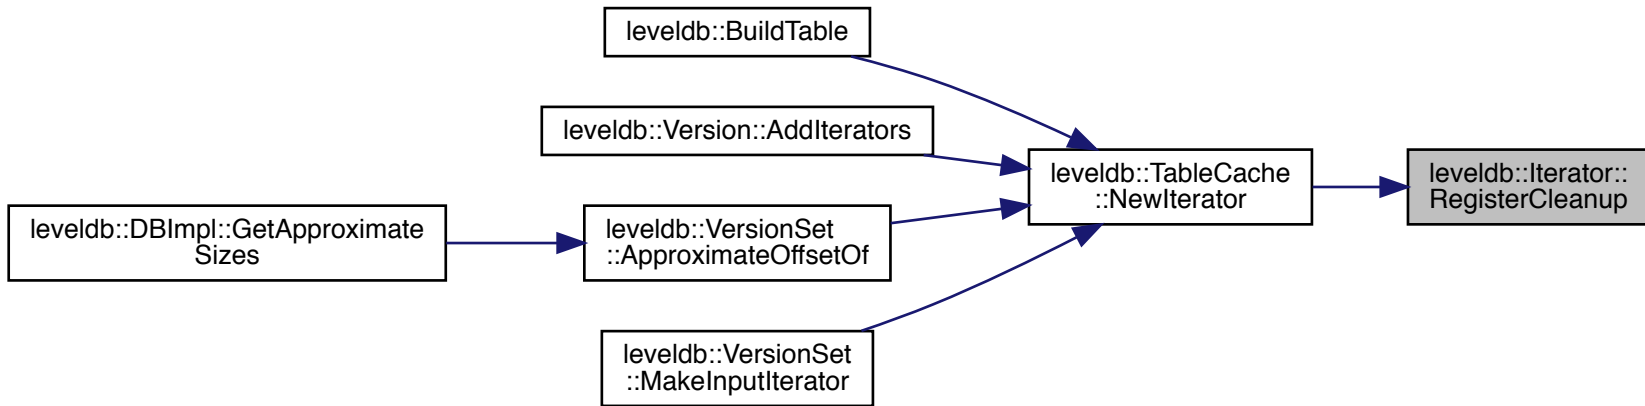 leveldb::BuildTable
leveldb::Version::AddIterators
leveldb::TableCache
::NewIterator
leveldb::Iterator::
RegisterCleanup
leveldb::DBImpl::GetApproximate
Sizes
leveldb::VersionSet
::ApproximateOffsetOf
leveldb::VersionSet
::MakeInputIterator